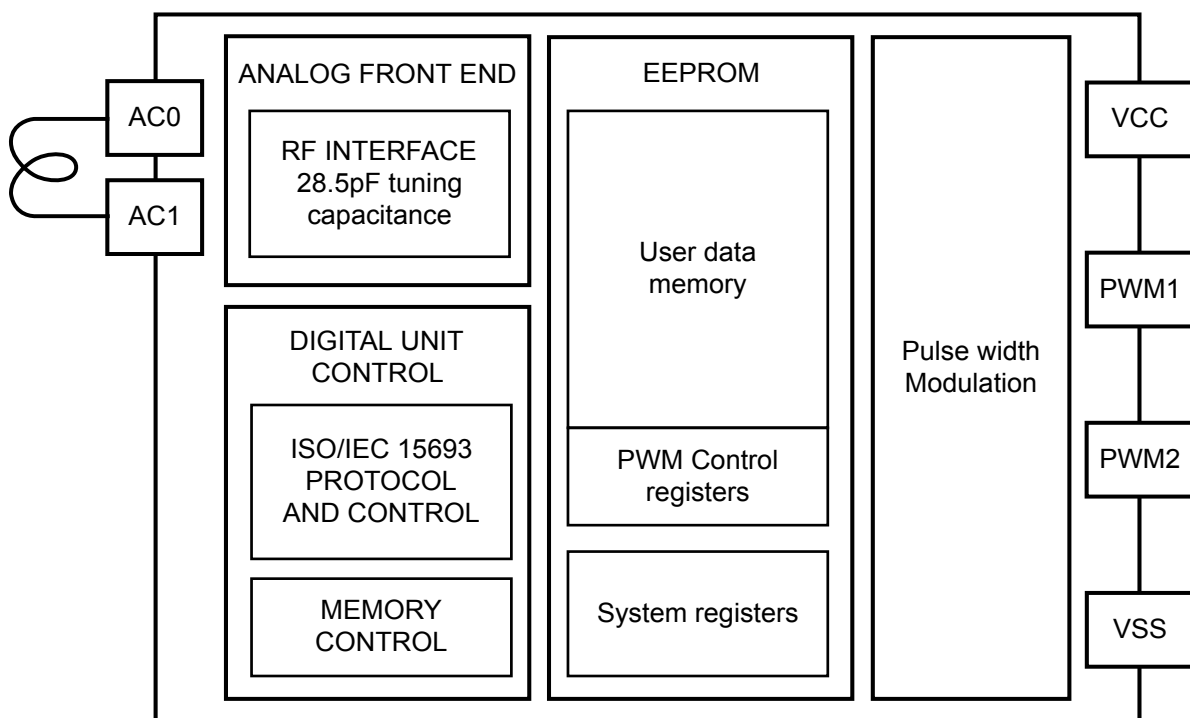 ANALOG FRONT END
RF INTERFACE
28.5pF tuning
capacitance
AC0
AC1
DIGITAL UNIT
CONTROL
ISO/IEC 15693
PROTOCOL
AND CONTROL
MEMORY
CONTROL
EEPROM
User data
memory
PWM Control
registers
System registers
Pulse width
Modulation
VCC
PWM1
PWM2
VSS